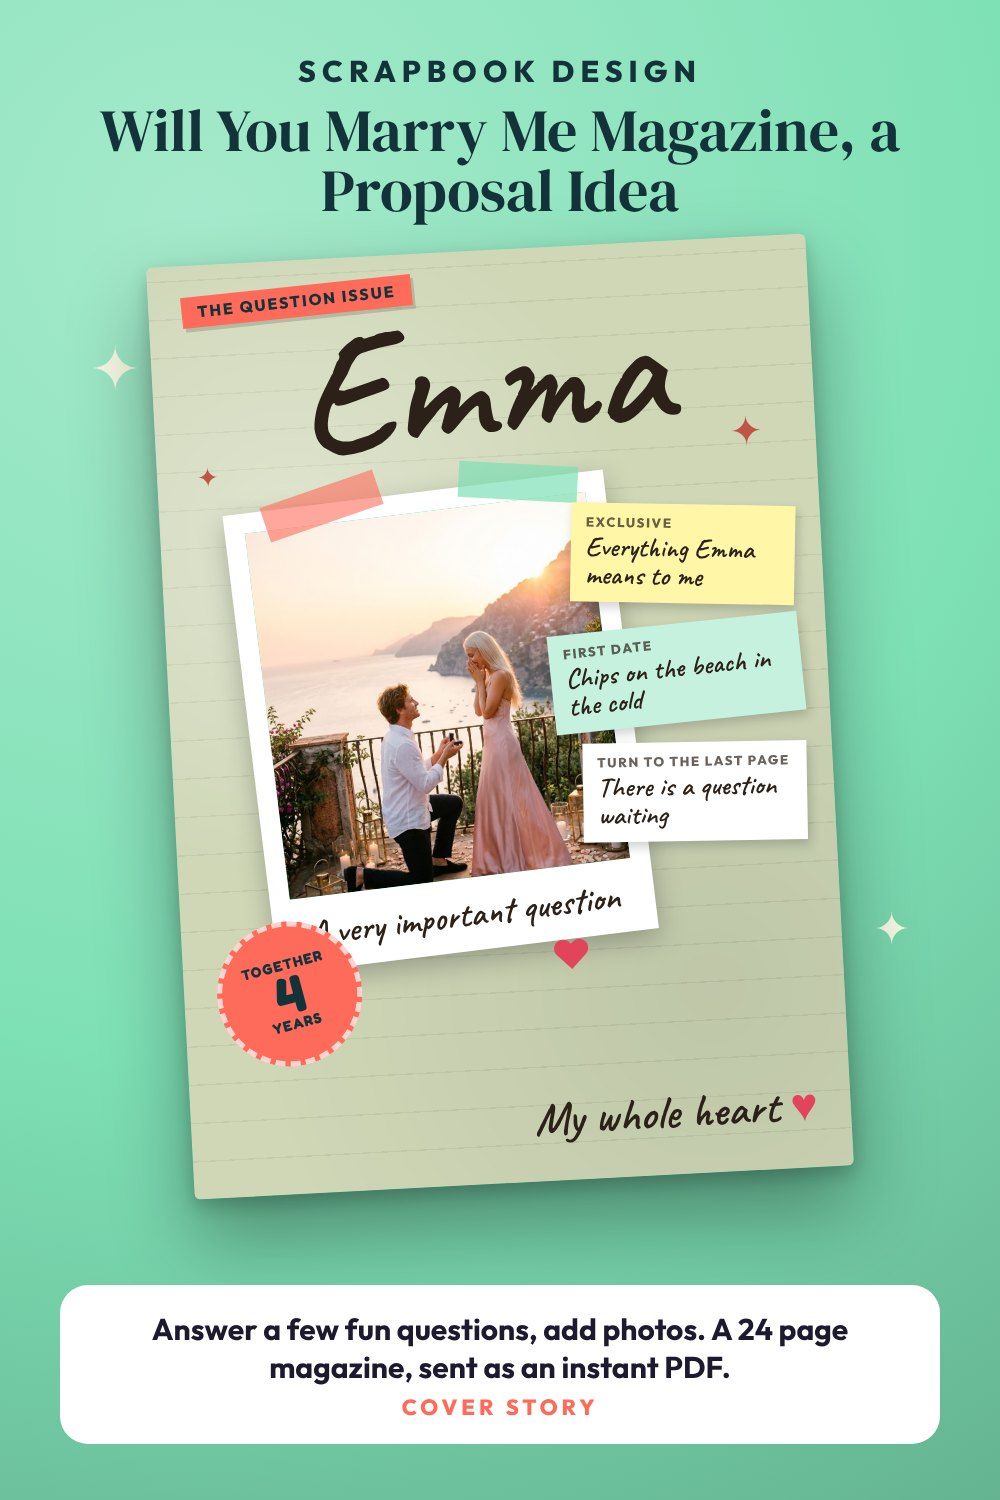 SCRAPBOOK DESIGN
Will You Marry Me Magazine, a
Proposal Idea
THE QUESTION ISSUE
Emma
EXCLUSIVE
Everything Emma
means to me
FIRST DATE
Chips on the beach in
the cold
TURN TO THE LAST PAGE
There is a question
waiting
A very important question
TOGETHER
4
YEARS
My whole heart ♥
Answer a few fun questions, add photos. A 24 page
magazine, sent as an instant PDF.
COVER STORY